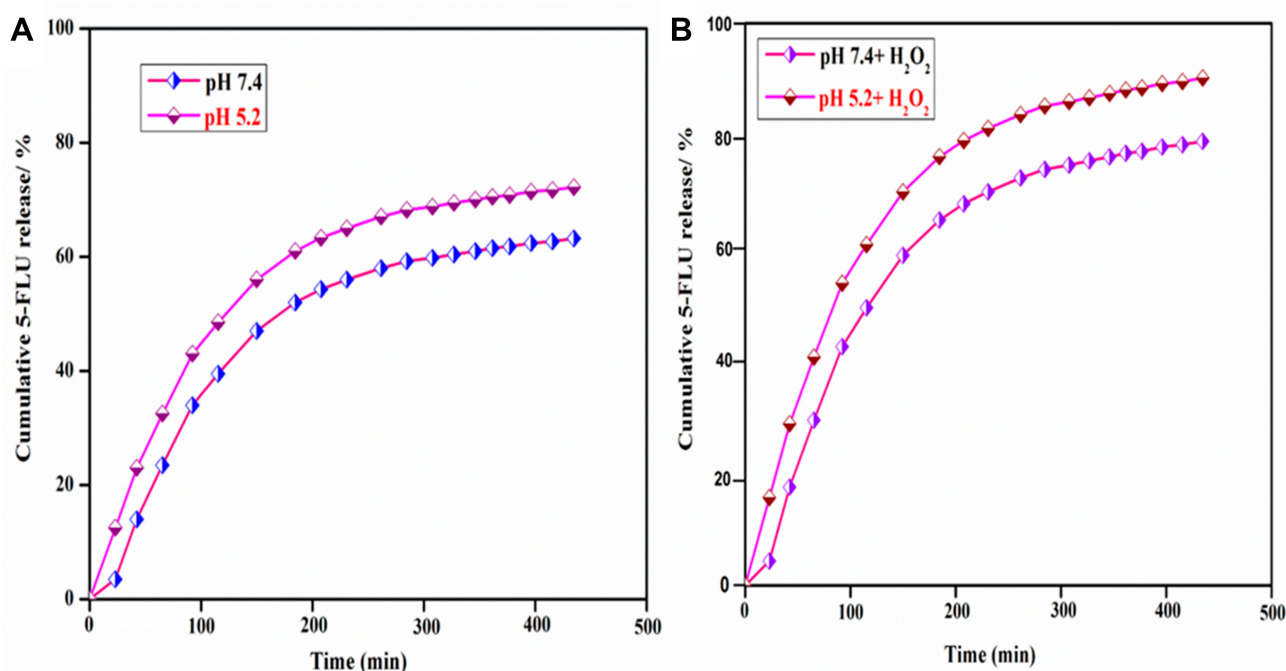 A
100
80
60
40
20
0
Cumulative 5-FLU release/ %
pH 7.4
pH 5.2
0 100 200 300 400 500
Time (min)
B
100
80
60
40
20
0
Cumulative 5-FLU release/ %
pH 7.4+ H₂O₂
pH 5.2+ H₂O₂
0 100 200 300 400 500
Time (min)